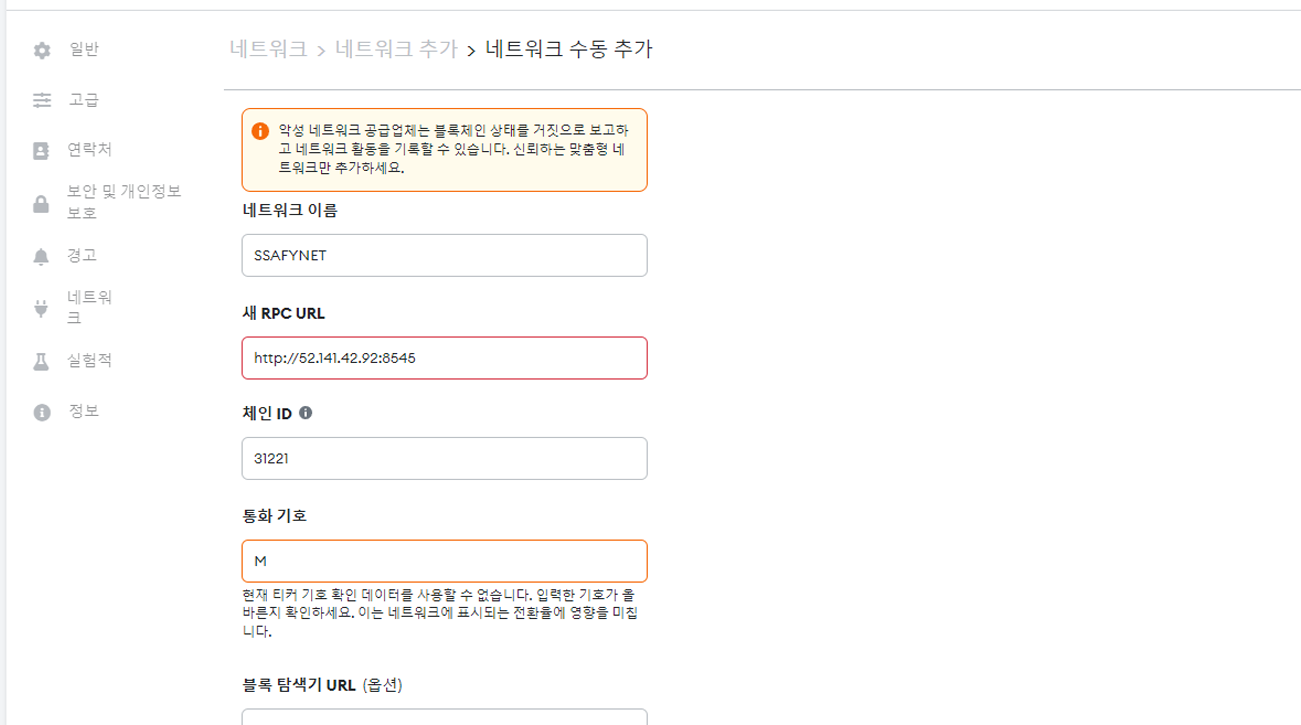 일반
고급
연락처
보안 및 개인정보
보호
경고
네트워
크
실험적
정보
네트워크 > 네트워크 추가 > 네트워크 수동 추가
악성 네트워크 공급업체는 블록체인 상태를 거짓으로 보고하
고 네트워크 활동을 기록할 수 있습니다. 신뢰하는 맞춤형 네
트워크만 추가하세요.
네트워크 이름
SSAFYNET
새 RPC URL
http://52.141.42.92:8545
체인 ID
31221
통화 기호
M
현재 티커 기호 확인 데이터를 사용할 수 없습니다. 입력한 기호가 올
바른지 확인하세요. 이는 네트워크에 표시되는 전환율에 영향을 미칩
니다.
블록 탐색기 URL (옵션)